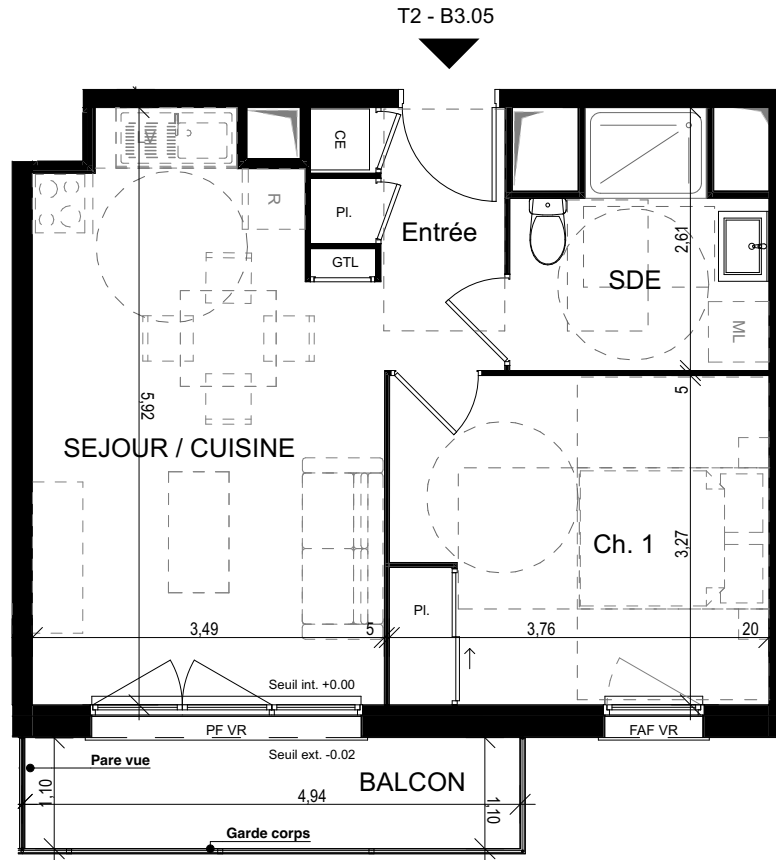 T2 - B3.05
CE
R
Pl.
Entrée
GTL
SDE
2,61
ML
5,92
5
SEJOUR / CUISINE
Ch. 1
3,27
Pl.
3,49
5
3,76
20
Seuil int. +0.00
PF VR
FAF VR
Seuil ext. -0.02
Pare vue
BALCON
1,10
4,94
1,10
Garde corps